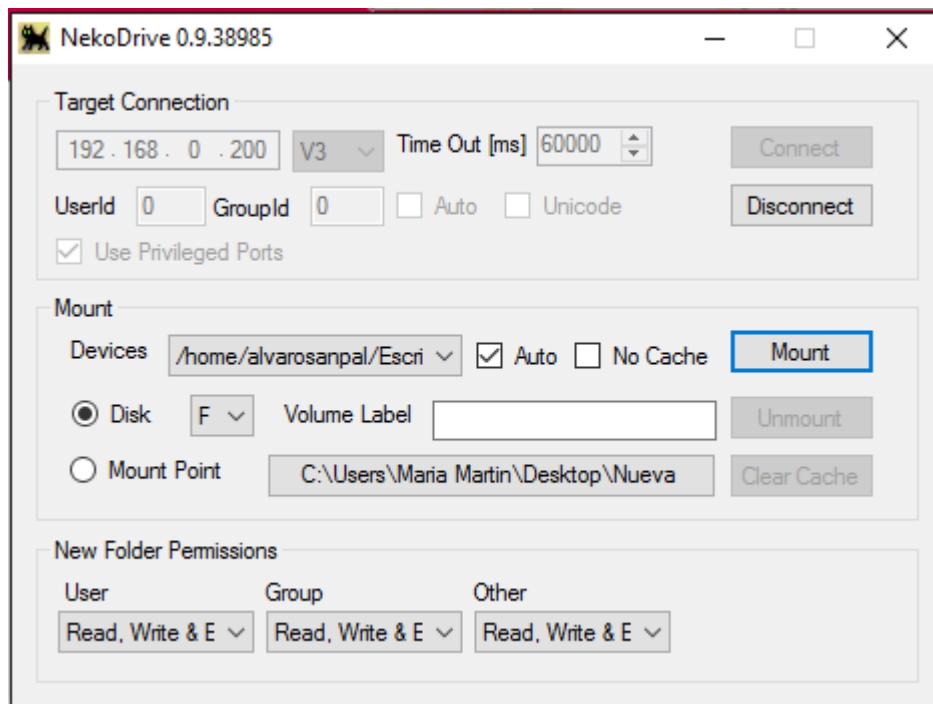 NekoDrive 0.9.38985
Target Connection
192 . 168 . 0 . 200 V3 Time Out [ms] 60000 Connect
UserId 0 GroupId 0 Auto Unicode Disconnect
Use Privileged Ports
Mount
Devices /home/alvarosanpal/Escri Auto No Cache Mount
Disk F Volume Label Unmount
Mount Point C:\Users\Maria Martin\Desktop\Nueva Clear Cache
New Folder Permissions
User Group Other
Read, Write & E Read, Write & E Read, Write & E